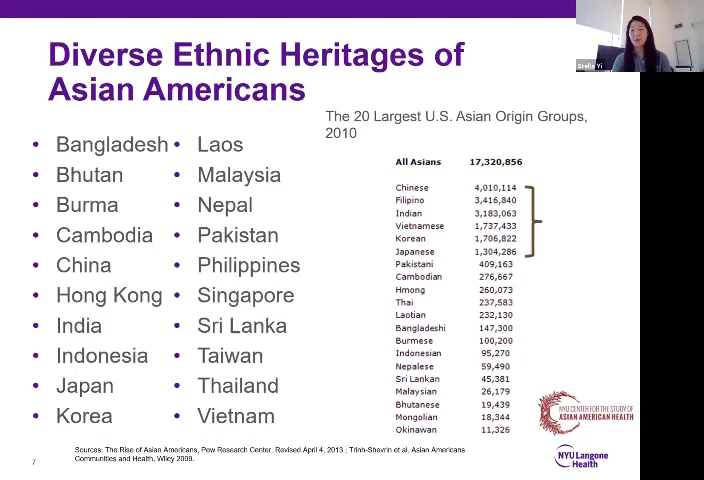 Diverse Ethnic Heritages of
Asian Americans
Stella Yi
• Bangladesh
• Bhutan
• Burma
• Cambodia
• China
• Hong Kong
• India
• Indonesia
• Japan
• Korea
• Laos
• Malaysia
• Nepal
• Pakistan
• Philippines
• Singapore
• Sri Lanka
• Taiwan
• Thailand
• Vietnam
The 20 Largest U.S. Asian Origin Groups,
2010
All Asians 17,320,856
Chinese 4,010,114
Filipino 3,416,840
Indian 3,183,063
Vietnamese 1,737,433
Korean 1,706,822
Japanese 1,304,286
Pakistani 409,163
Cambodian 276,667
Hmong 260,073
Thai 237,583
Laotian 232,130
Bangladeshi 147,300
Burmese 100,200
Indonesian 95,270
Nepalese 59,490
Sri Lankan 45,381
Malaysian 26,179
Bhutanese 19,439
Mongolian 18,344
Okinawan 11,326
NYU CENTER FOR THE STUDY OF
ASIAN AMERICAN HEALTH
NYU Langone
Health
Sources: The Rise of Asian Americans, Pew Research Center. Revised April 4, 2013 ; Trinh-Shevrin et al. Asian Americans
Communities and Health, Wiley 2009.
7